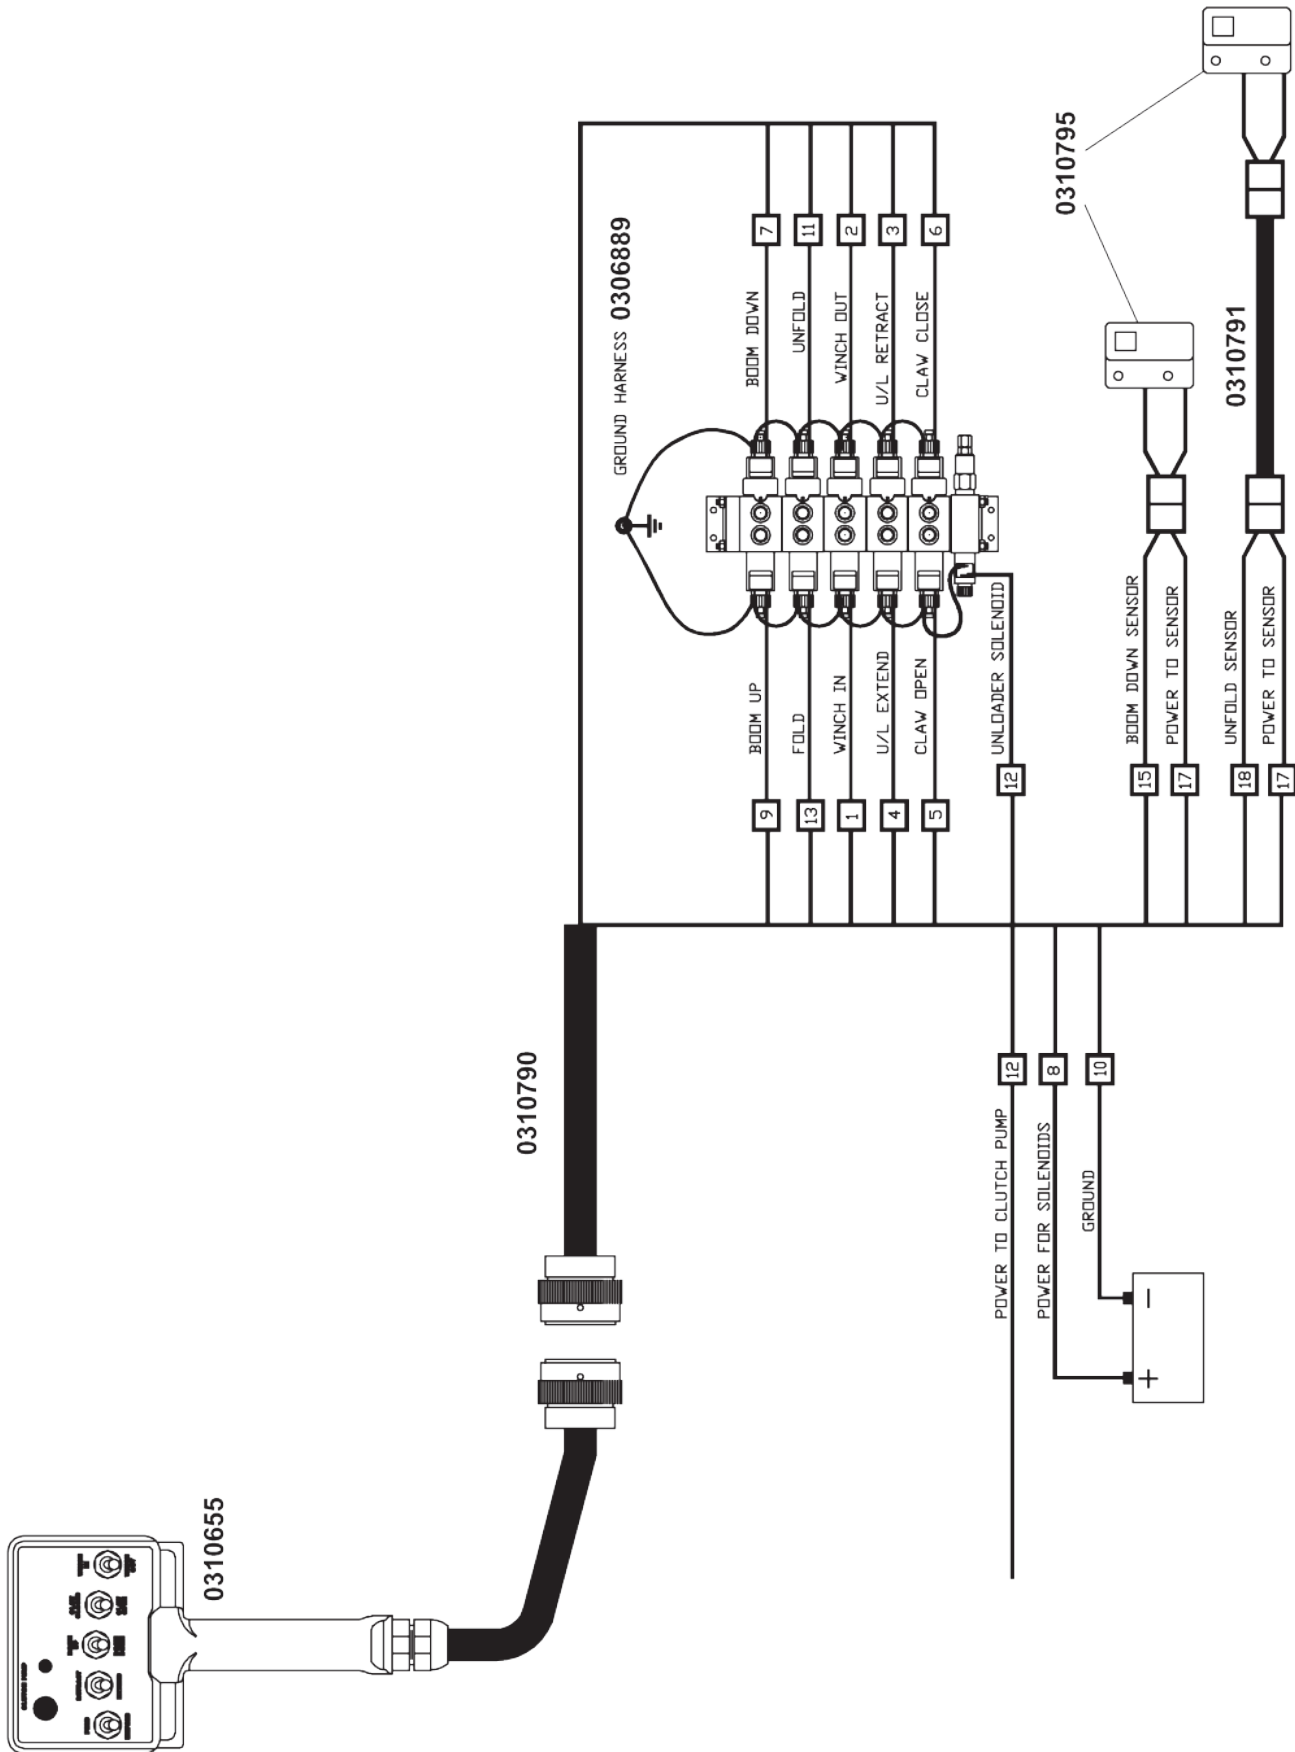 0310655
0310790
GROUND HARNESS 0306889
BOOM DOWN
7
UNFOLD
11
WINCH OUT
2
U/L RETRACT
3
CLAW CLOSE
6
9
BOOM UP
13
FOLD
1
WINCH IN
4
U/L EXTEND
5
CLAW OPEN
12
UNLOADER SOLENOID
POWER TO CLUTCH PUMP
12
POWER FOR SOLENOIDS
8
GROUND
10
+
-
15
BOOM DOWN SENSOR
17
POWER TO SENSOR
18
UNFOLD SENSOR
17
POWER TO SENSOR
0310791
0310795